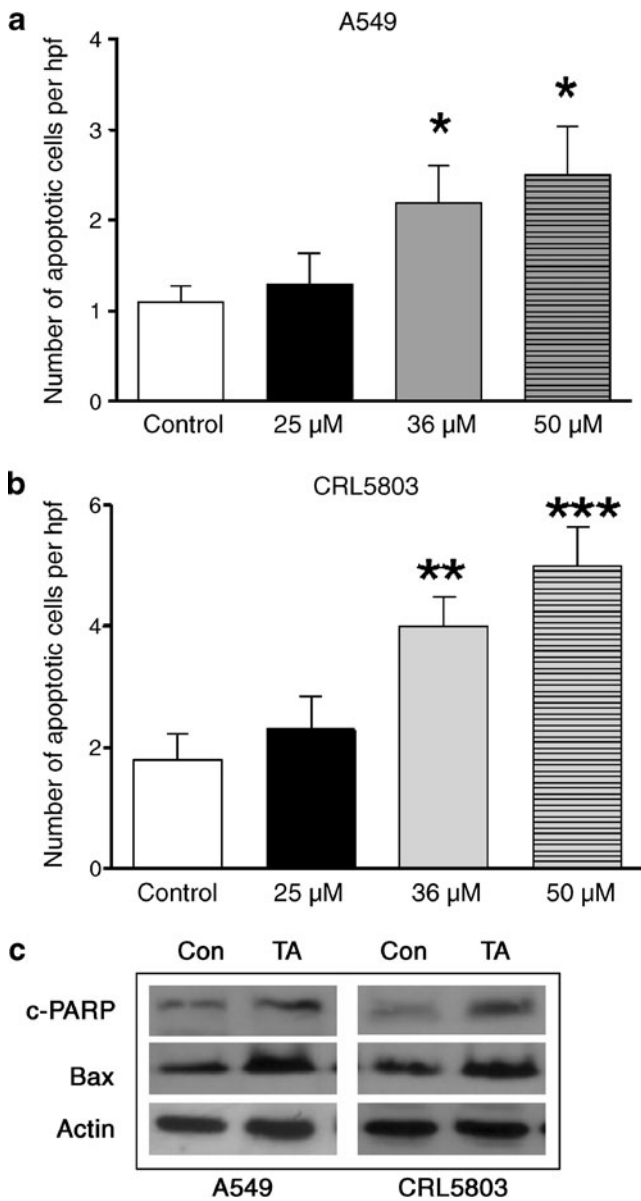 a
A549
Number of apoptotic cells per hpf
4
3
2
1
0
* *
Control 25 µM 36 µM 50 µM
b
CRL5803
Number of apoptotic cells per hpf
6
4
2
0
** ***
Control 25 µM 36 µM 50 µM
c
Con TA Con TA
c-PARP
Bax
Actin
A549 CRL5803